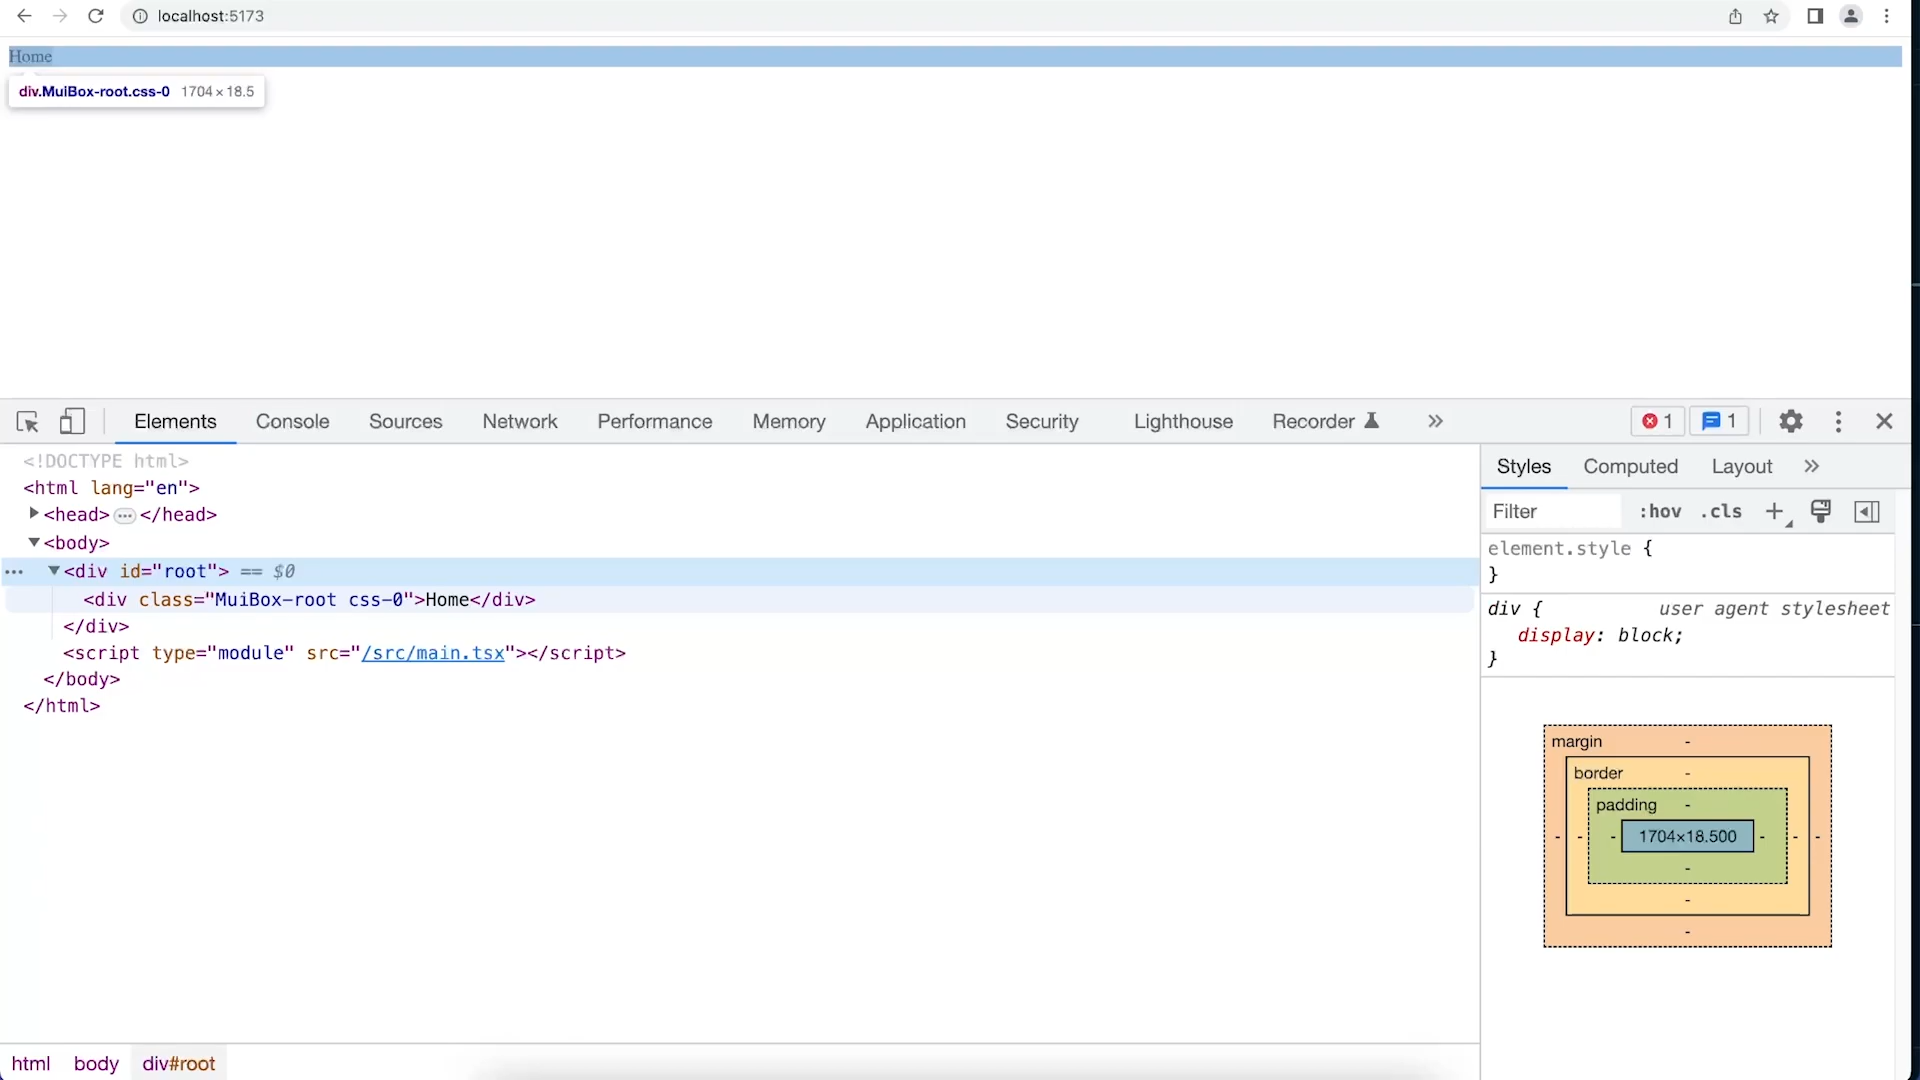 localhost:5173
Home
div.MuiBox-root.css-0 1704 × 18.5
Elements Console Sources Network Performance Memory Application Security Lighthouse Recorder 1 1
<!DOCTYPE html>
<html lang="en">
<head> … </head>
<body>
… <div id="root"> == $0
<div class="MuiBox-root css-0">Home</div>
</div>
<script type="module" src="/src/main.tsx"></script>
</body>
</html>
html body div#root
Styles Computed Layout
Filter :hov .cls
element.style {
}
div { user agent stylesheet
display: block;
}
margin -
border -
padding -
- - - 1704×18.500 - - -
-
-
-